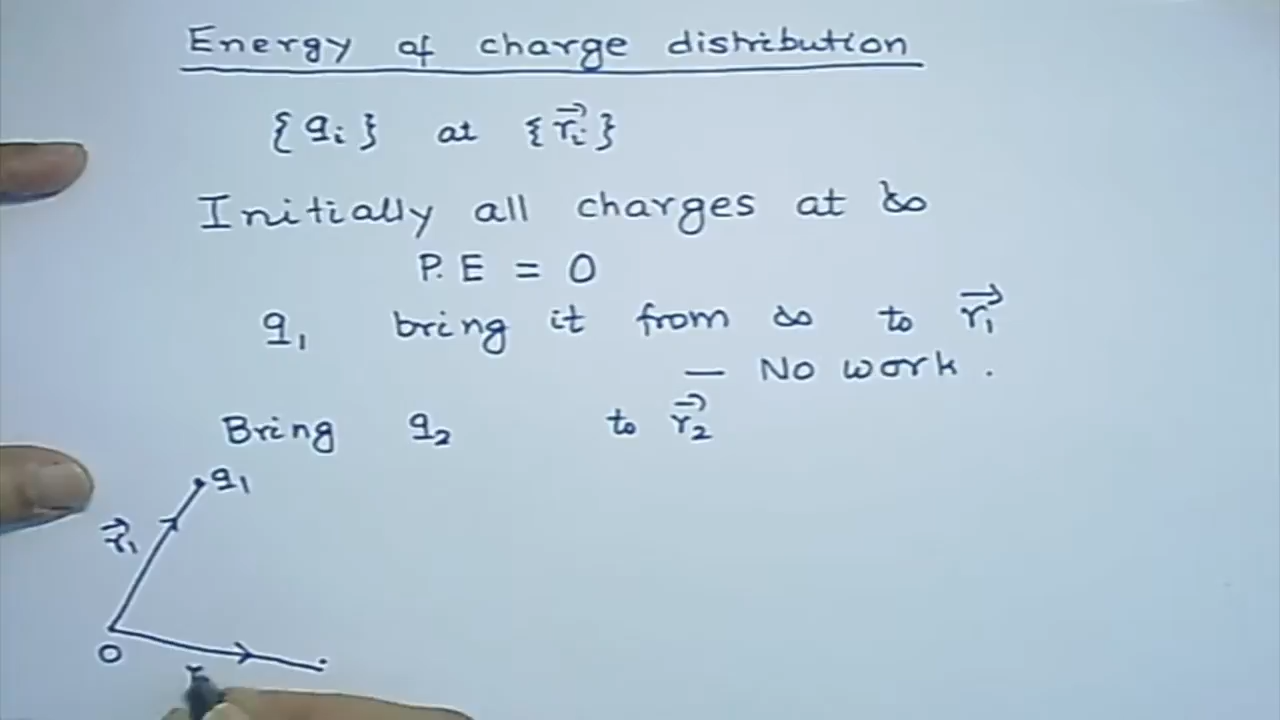 Energy of charge distribution
{qᵢ} at {r⃗ᵢ}
Initially all charges at ∞
P.E = 0
q₁ bring it from ∞ to r⃗₁
— No work.
Bring q₂ to r⃗₂
q₁
r⃗₁
O